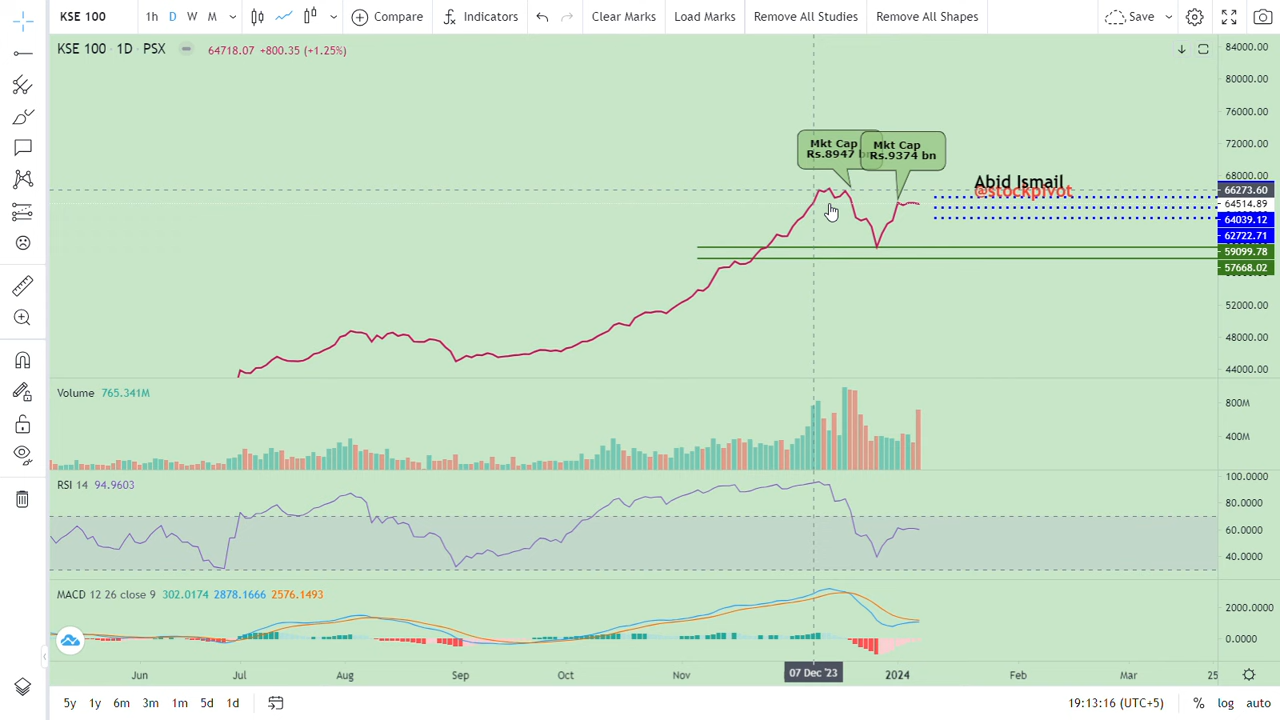 KSE 100 1h D W M Compare Indicators Clear Marks Load Marks Remove All Studies Remove All Shapes Save
KSE 100 · 1D · PSX 64718.07 +800.35 (+1.25%)
84000.00
80000.00
76000.00
72000.00
68000.00
Mkt Cap
Rs.8947
Mkt Cap
Rs.9374 bn
Abid Ismail
@stockpivot
66273.60
64514.89
64039.12
62722.71
59099.78
57668.02
52000.00
48000.00
44000.00
Volume 765.341M
800M
400M
RSI 14 94.9603
100.0000
80.0000
60.0000
40.0000
MACD 12 26 close 9 302.0174 2878.1666 2576.1493
2000.0000
0.0000
Jun Jul Aug Sep Oct Nov 07 Dec '23 2024 Feb Mar 25
5y 1y 6m 3m 1m 5d 1d 19:13:16 (UTC+5) % log auto